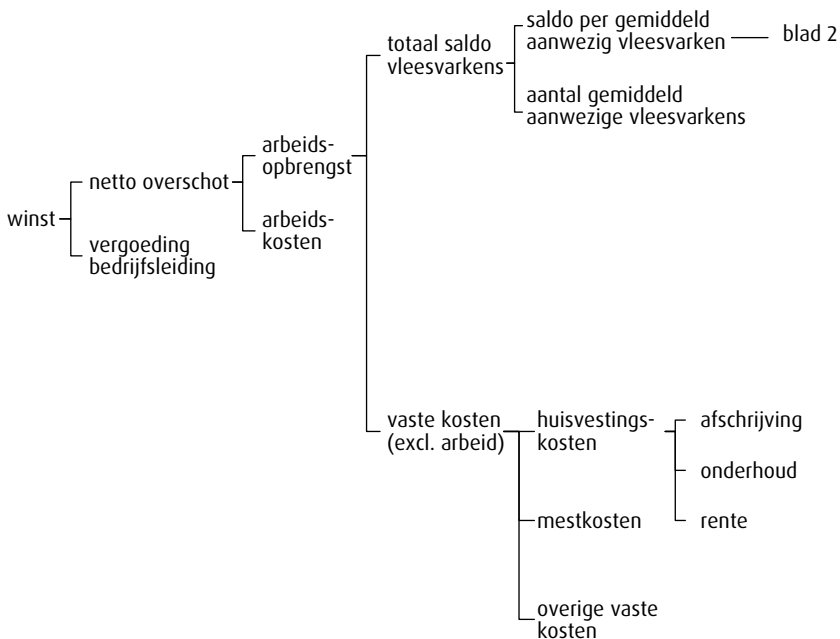 saldo per gemiddeld
aanwezig vleesvarken
blad 2
totaal saldo
vleesvarkens
aantal gemiddeld
aanwezige vleesvarkens
arbeids-
opbrengst
netto overschot
winst
arbeids-
kosten
vergoeding
bedrijfsleiding
vaste kosten
(excl. arbeid)
huisvestings-
kosten
afschrijving
onderhoud
mestkosten
rente
overige vaste
kosten